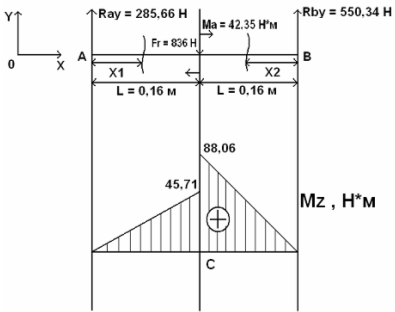 Y
0
X
Ray = 285,66 Н
Ma = 42,35 Н*м
Rby = 550,34 Н
Fr = 836 Н
A
B
X1
X2
L = 0,16 м
L = 0,16 м
88,06
45,71
+
Mz , Н*м
C